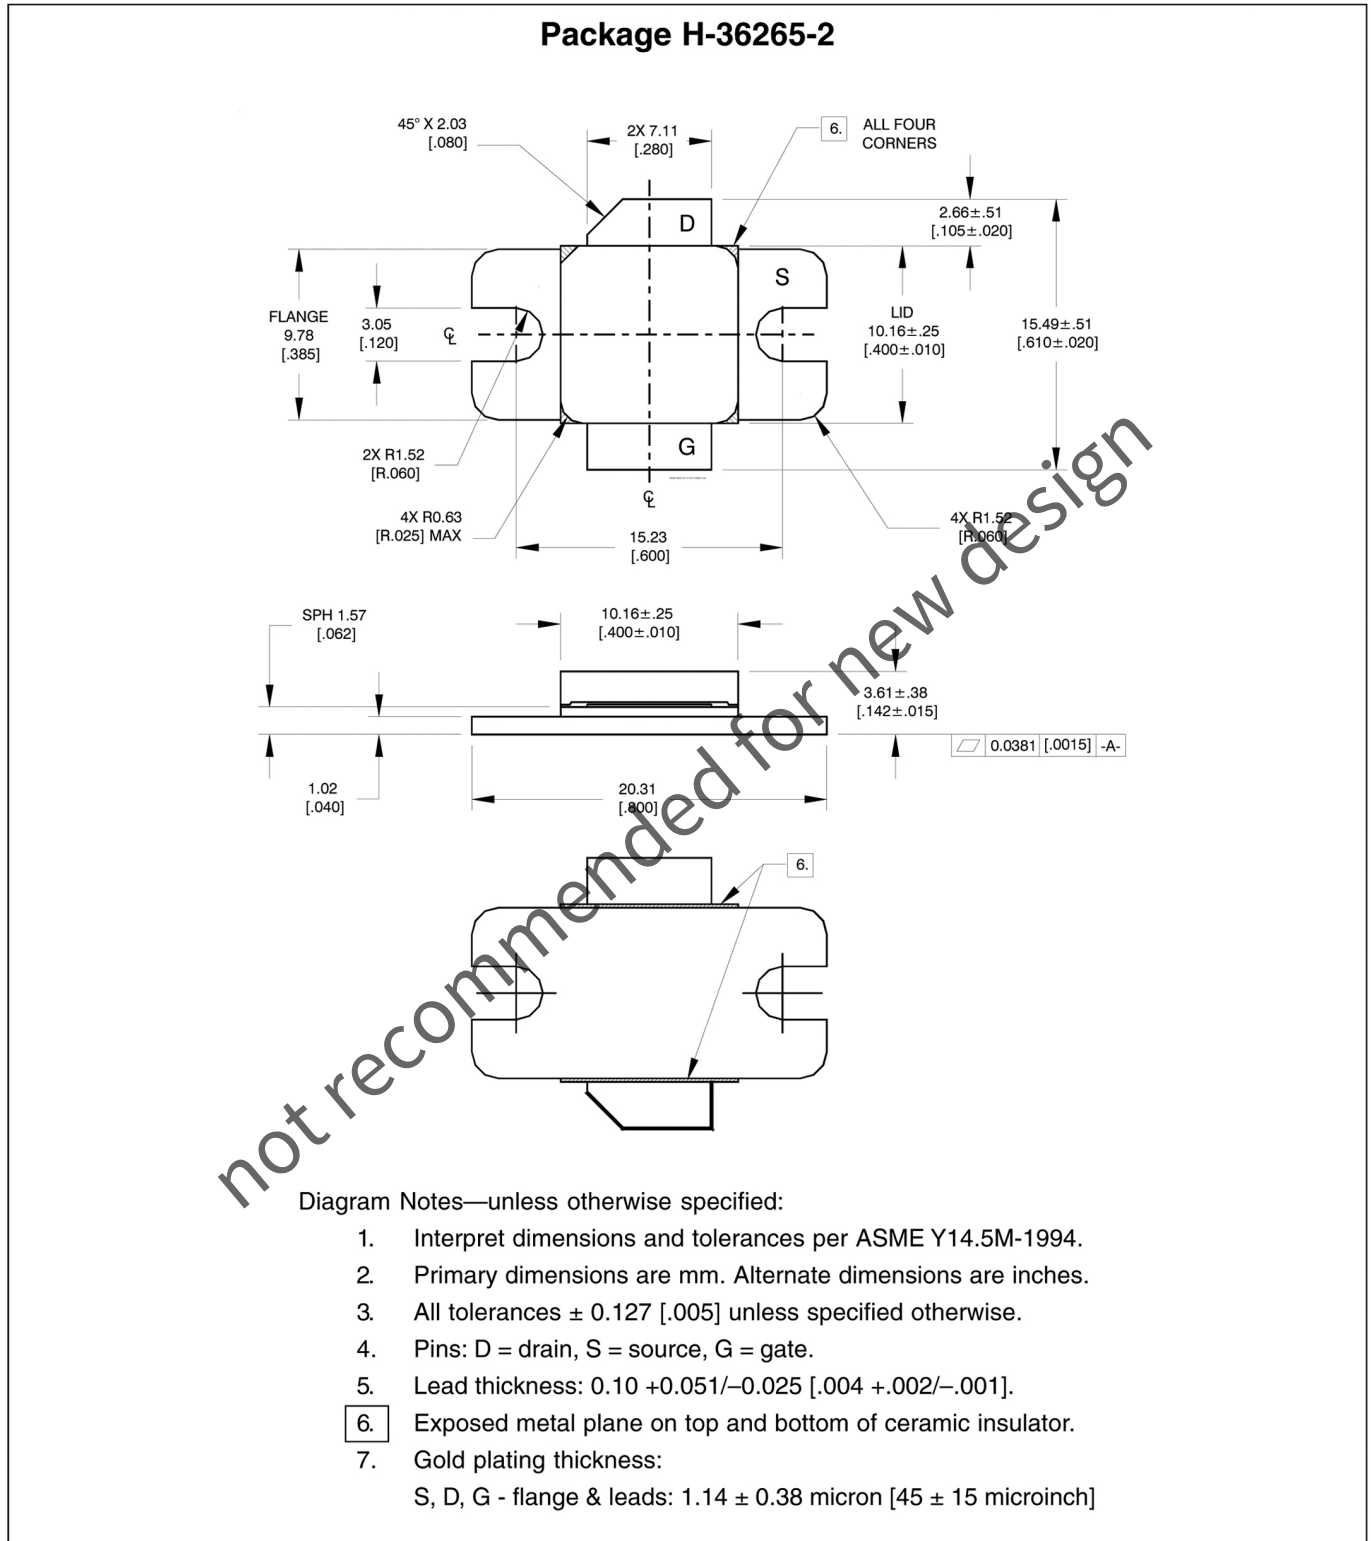 Package H-36265-2
45° X 2.03
[.080]
2X 7.11
[.280]
6.
ALL FOUR
CORNERS
D
2.66±.51
[.105±.020]
S
FLANGE
9.78
[.385]
3.05
[.120]
℄
LID
10.16±.25
[.400±.010]
15.49±.51
[.610±.020]
2X R1.52
[R.060]
G
℄
4X R0.63
[R.025] MAX
15.23
[.600]
4X R1.52
[R.060]
SPH 1.57
[.062]
10.16±.25
[.400±.010]
3.61±.38
[.142±.015]
0.0381 [.0015] -A-
1.02
[.040]
20.31
[.800]
6.
not recommended for new design
Diagram Notes—unless otherwise specified:
1. Interpret dimensions and tolerances per ASME Y14.5M-1994.
2. Primary dimensions are mm. Alternate dimensions are inches.
3. All tolerances ± 0.127 [.005] unless specified otherwise.
4. Pins: D = drain, S = source, G = gate.
5. Lead thickness: 0.10 +0.051/–0.025 [.004 +.002/–.001].
6. Exposed metal plane on top and bottom of ceramic insulator.
7. Gold plating thickness:
S, D, G - flange & leads: 1.14 ± 0.38 micron [45 ± 15 microinch]